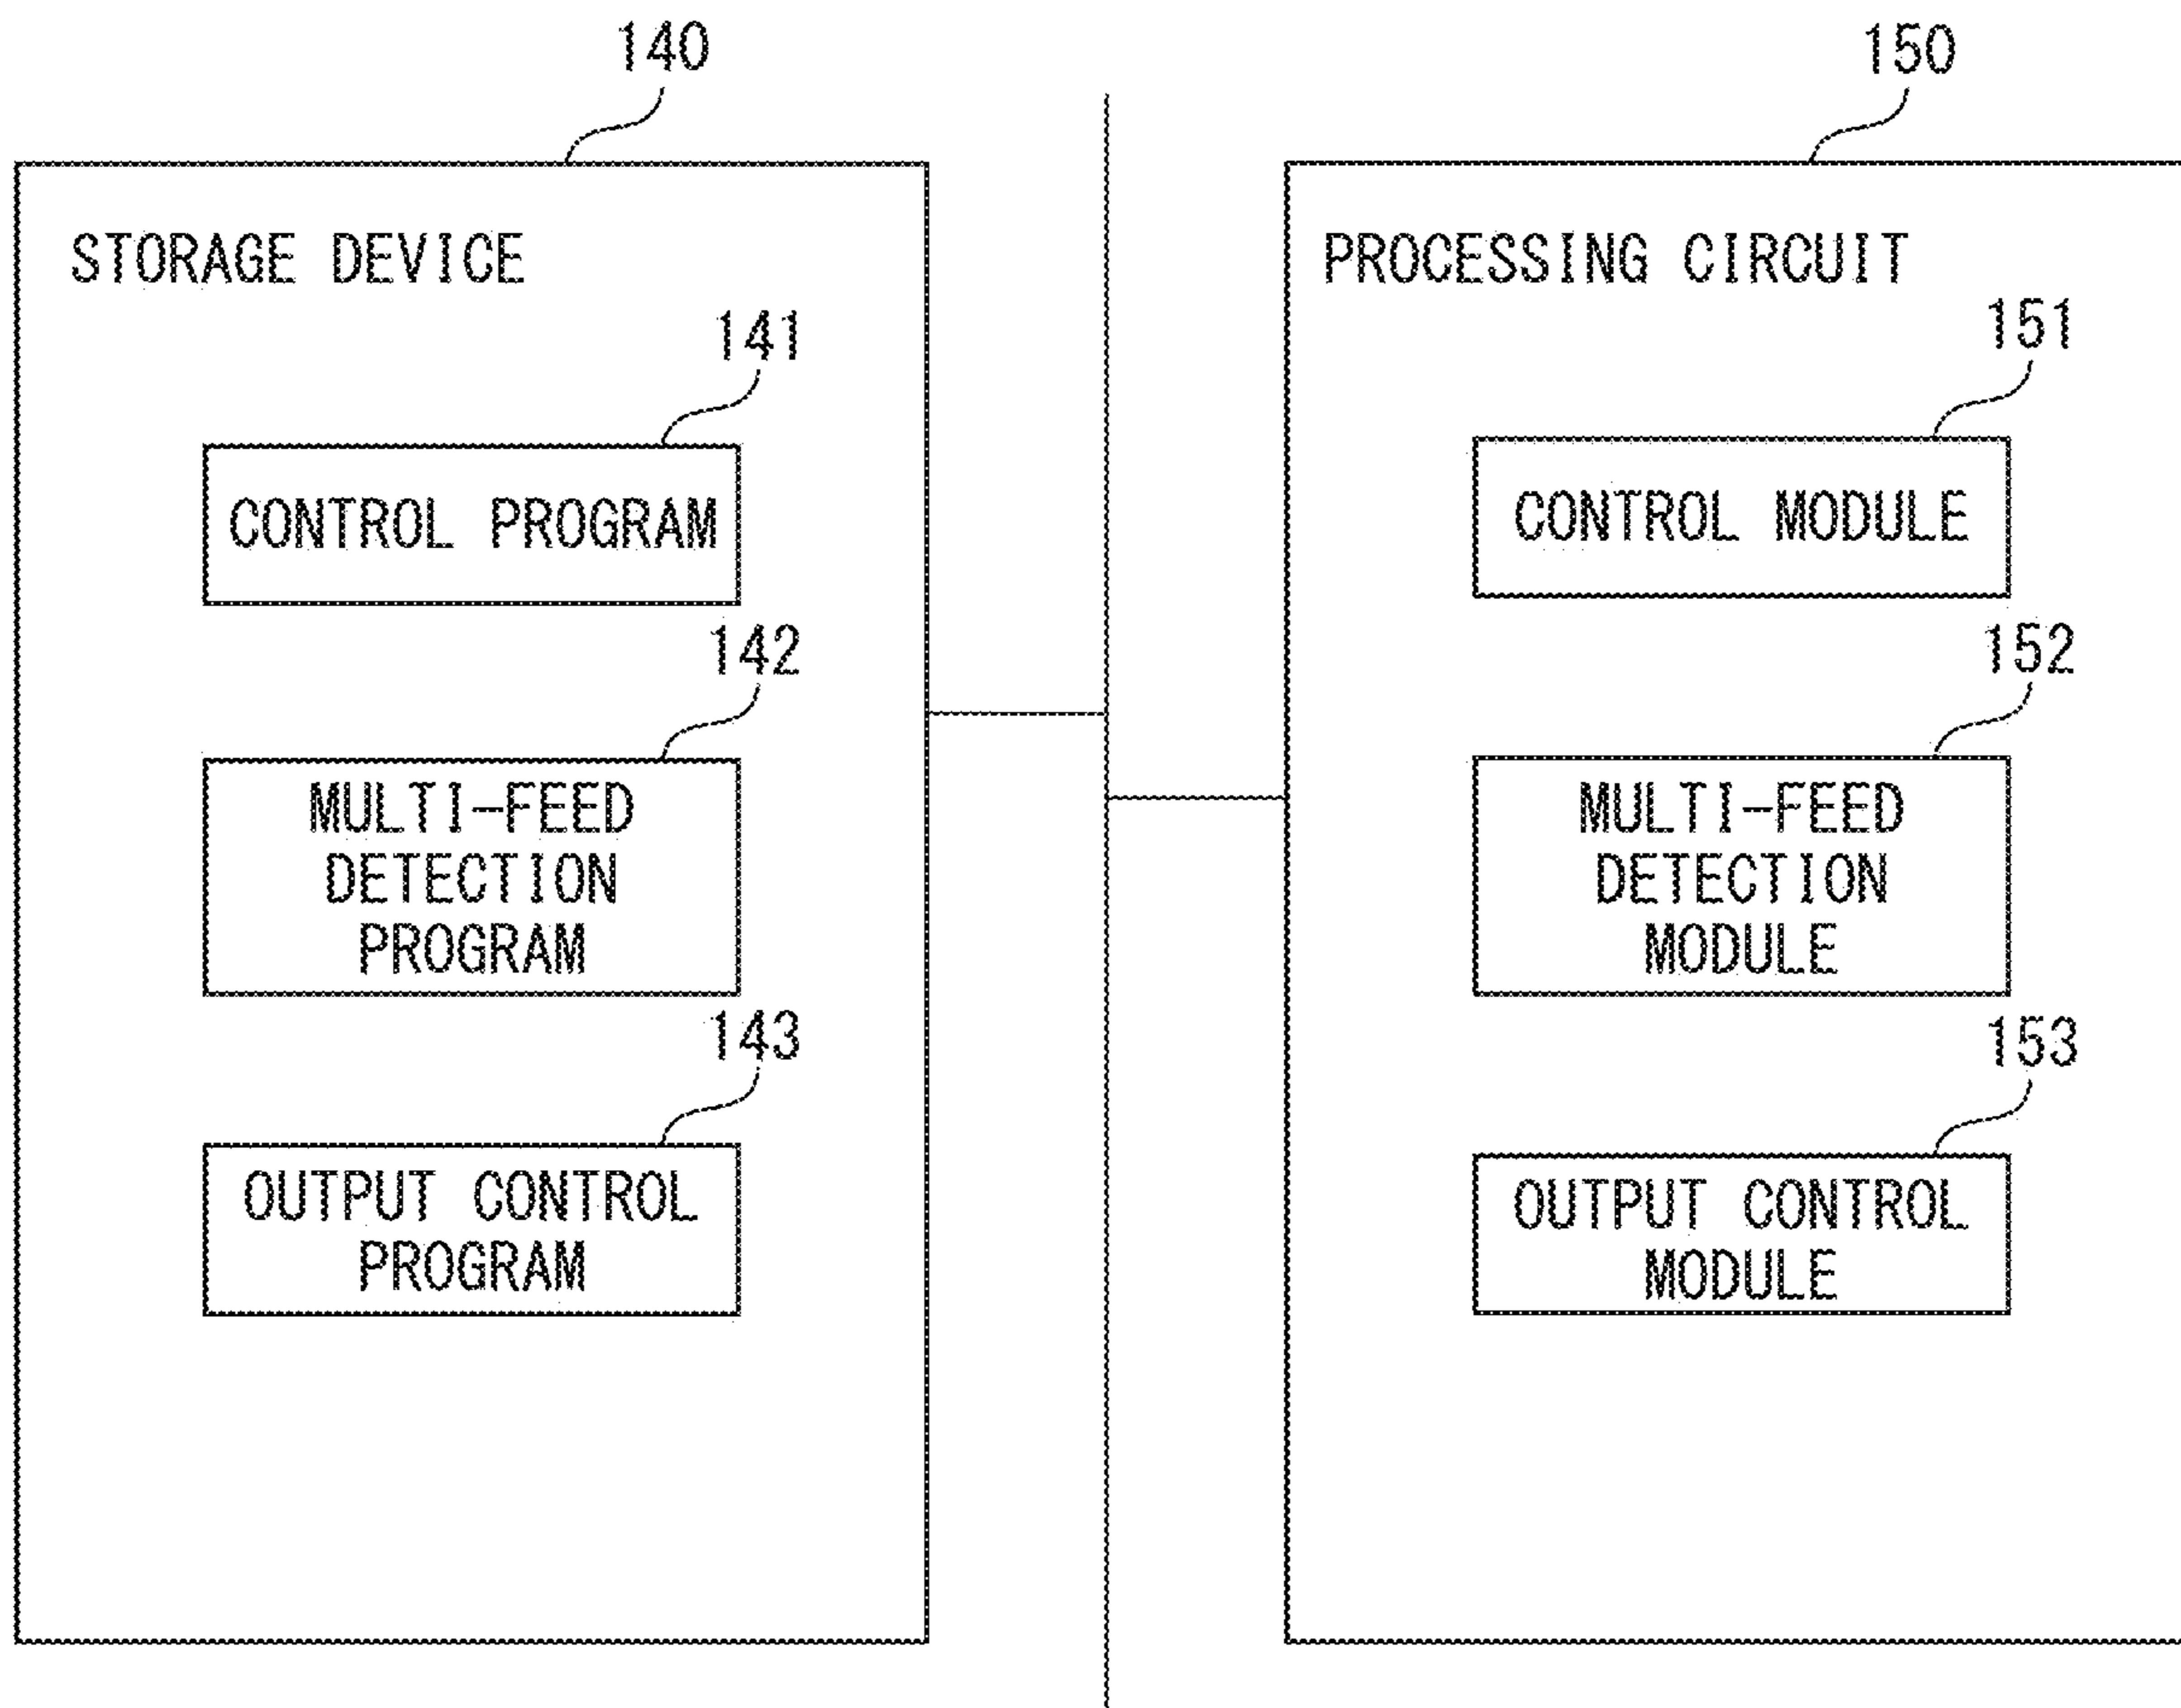 140
STORAGE DEVICE
141
CONTROL PROGRAM
142
MULTI-FEED
DETECTION
PROGRAM
143
OUTPUT CONTROL
PROGRAM
150
PROCESSING CIRCUIT
151
CONTROL MODULE
152
MULTI-FEED
DETECTION
MODULE
153
OUTPUT CONTROL
MODULE